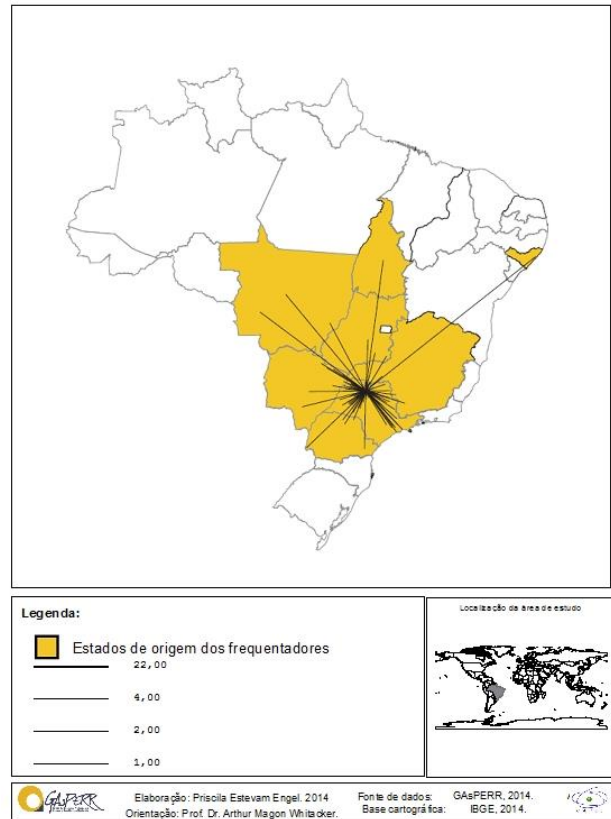 Legenda:
Estados de origem dos frequentadores
22,00
4,00
2,00
1,00
Localização da área de estudo
GAsPERR
Elaboração: Priscila Estevam Engel. 2014
Orientação: Prof. Dr. Arthur Magon Whitacker.
Fonte de dados: GAsPERR, 2014.
Base cartográfica: IBGE, 2014.